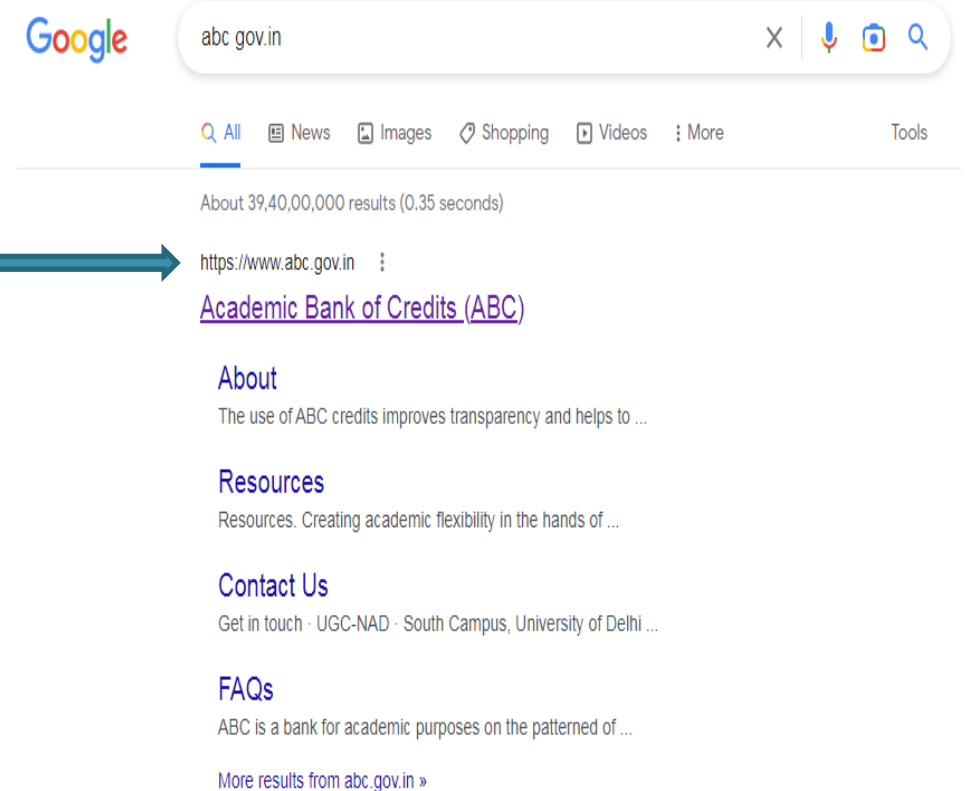 Google
abc gov.in
All News Images Shopping Videos More Tools
About 39,40,00,000 results (0.35 seconds)
https://www.abc.gov.in
Academic Bank of Credits (ABC)
About
The use of ABC credits improves transparency and helps to ...
Resources
Resources. Creating academic flexibility in the hands of ...
Contact Us
Get in touch · UGC-NAD · South Campus, University of Delhi ...
FAQs
ABC is a bank for academic purposes on the patterned of ...
More results from abc.gov.in »